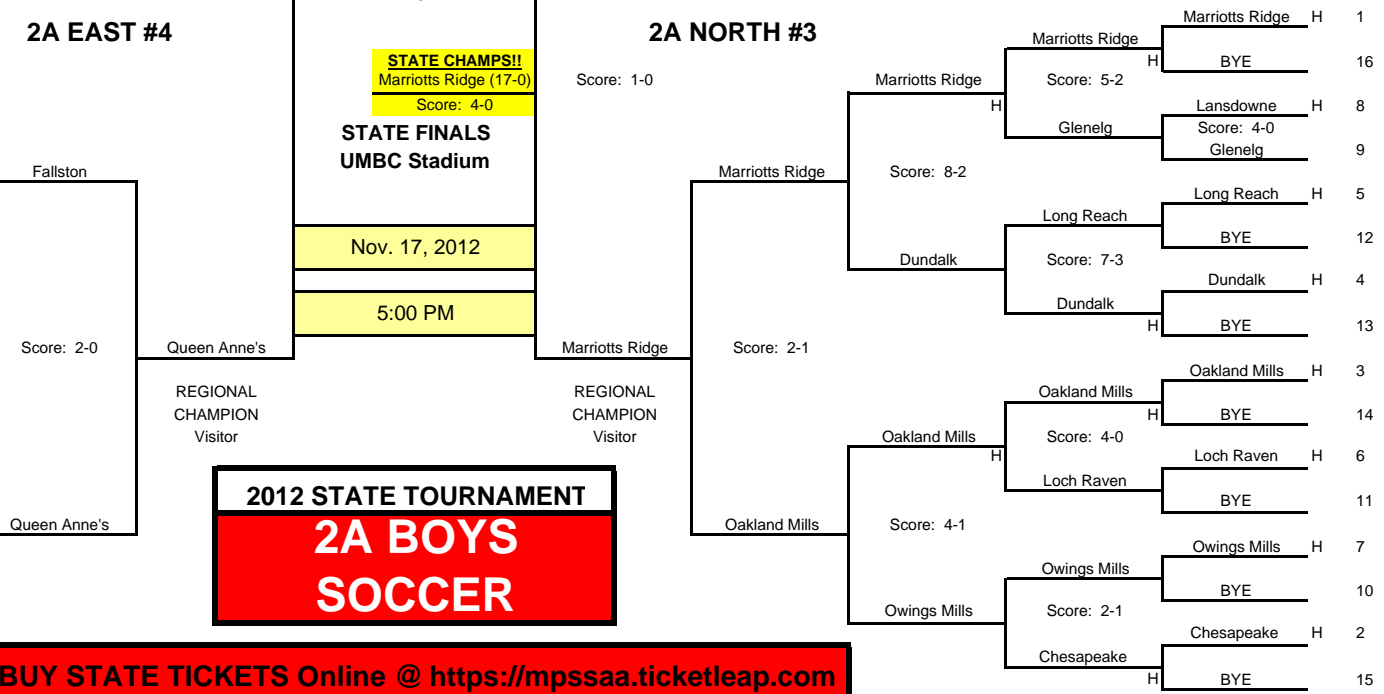 2A EAST #4
Fallston
Score: 2-0
Queen Anne's
REGIONAL
CHAMPION
Visitor
Queen Anne's
STATE CHAMPS!!
Marriotts Ridge (17-0)
Score: 4-0
STATE FINALS
UMBC Stadium
Nov. 17, 2012
5:00 PM
2A NORTH #3
Score: 1-0
Marriotts Ridge
REGIONAL
CHAMPION
Visitor
Marriotts Ridge
Score: 2-1
Oakland Mills
Marriotts Ridge
H
Score: 8-2
Dundalk
Oakland Mills
H
Score: 4-1
Owings Mills
Marriotts Ridge
H
Score: 5-2
Glenelg
Long Reach
Score: 7-3
Dundalk
H
Oakland Mills
H
Score: 4-0
Loch Raven
Owings Mills
Score: 2-1
Chesapeake
H
Marriotts Ridge H 1
BYE 16
Lansdowne H 8
Score: 4-0
Glenelg 9
Long Reach H 5
BYE 12
Dundalk H 4
BYE 13
Oakland Mills H 3
BYE 14
Loch Raven H 6
BYE 11
Owings Mills H 7
BYE 10
Chesapeake H 2
BYE 15
2012 STATE TOURNAMENT
2A BOYS
SOCCER
BUY STATE TICKETS Online @ https://mpssaa.ticketleap.com